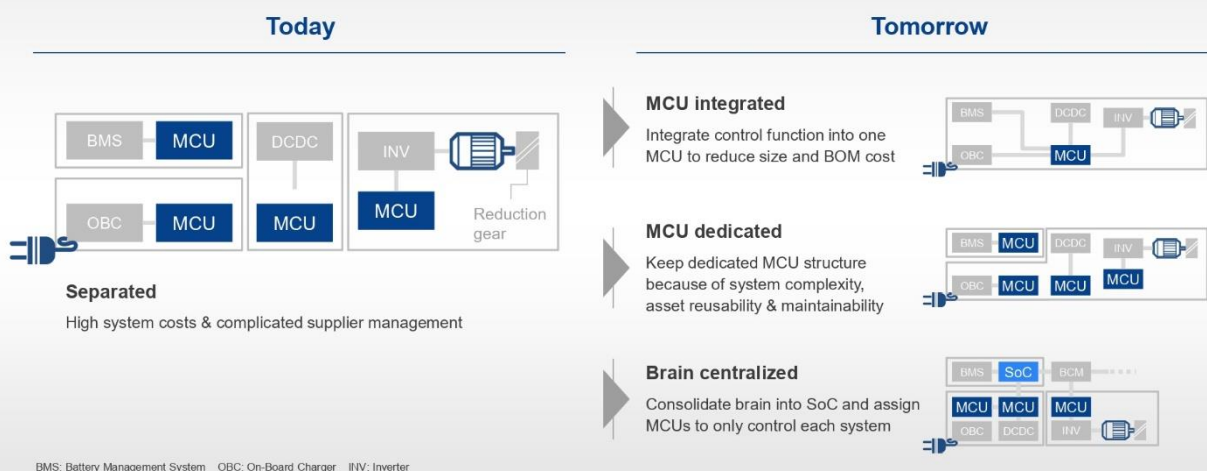 Today
BMS
MCU
DCDC
INV
OBC
MCU
MCU
MCU
Reduction
gear
Separated
High system costs & complicated supplier management
Tomorrow
MCU integrated
Integrate control function into one
MCU to reduce size and BOM cost
BMS
DCDC
INV
OBC
MCU
MCU dedicated
Keep dedicated MCU structure
because of system complexity,
asset reusability & maintainability
BMS
MCU
DCDC
INV
OBC
MCU
MCU
MCU
Brain centralized
Consolidate brain into SoC and assign
MCUs to only control each system
BMS
SoC
BCM
MCU
MCU
MCU
OBC
DCDC
INV
BMS: Battery Management System OBC: On-Board Charger INV: Inverter